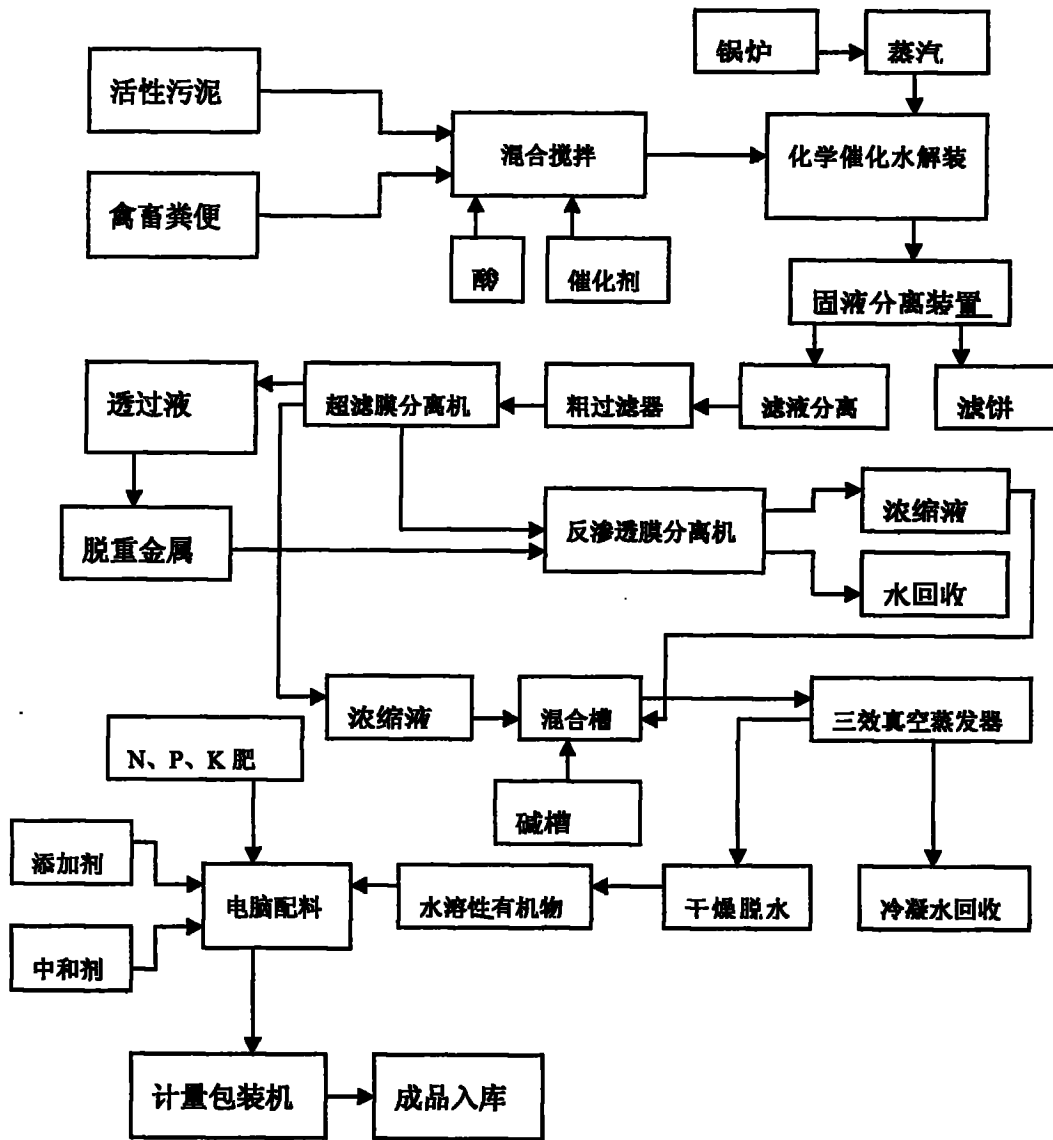 锅炉
蒸汽
活性污泥
混合搅拌
化学催化水解装
禽畜粪便
酸
催化剂
固液分离装置
透过液
超滤膜分离机
粗过滤器
滤液分离
滤饼
浓缩液
脱重金属
反渗透膜分离机
水回收
浓缩液
混合槽
三效真空蒸发器
N、P、K 肥
碱槽
添加剂
电脑配料
水溶性有机物
干燥脱水
冷凝水回收
中和剂
计量包装机
成品入库